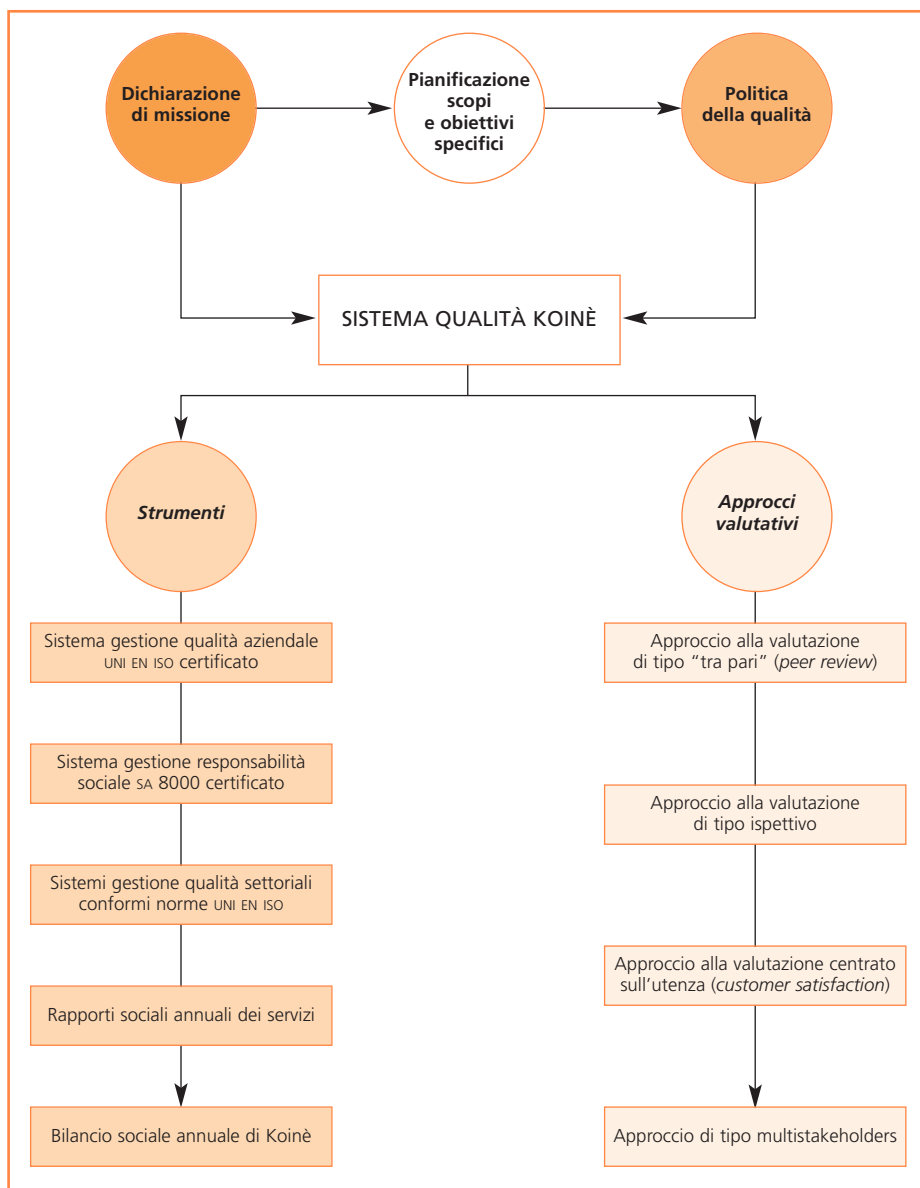 Dichiarazione
di missione
Pianificazione
scopi
e obiettivi
specifici
Politica
della qualità
SISTEMA QUALITÀ KOINÈ
Strumenti
Approcci
valutativi
Sistema gestione qualità aziendale
UNI EN ISO certificato
Approccio alla valutazione
di tipo “tra pari” (peer review)
Sistema gestione responsabilità
sociale SA 8000 certificato
Approccio alla valutazione
di tipo ispettivo
Sistemi gestione qualità settoriali
conformi norme UNI EN ISO
Approccio alla valutazione centrato
sull’utenza (customer satisfaction)
Rapporti sociali annuali dei servizi
Bilancio sociale annuale di Koinè
Approccio di tipo multistakeholders